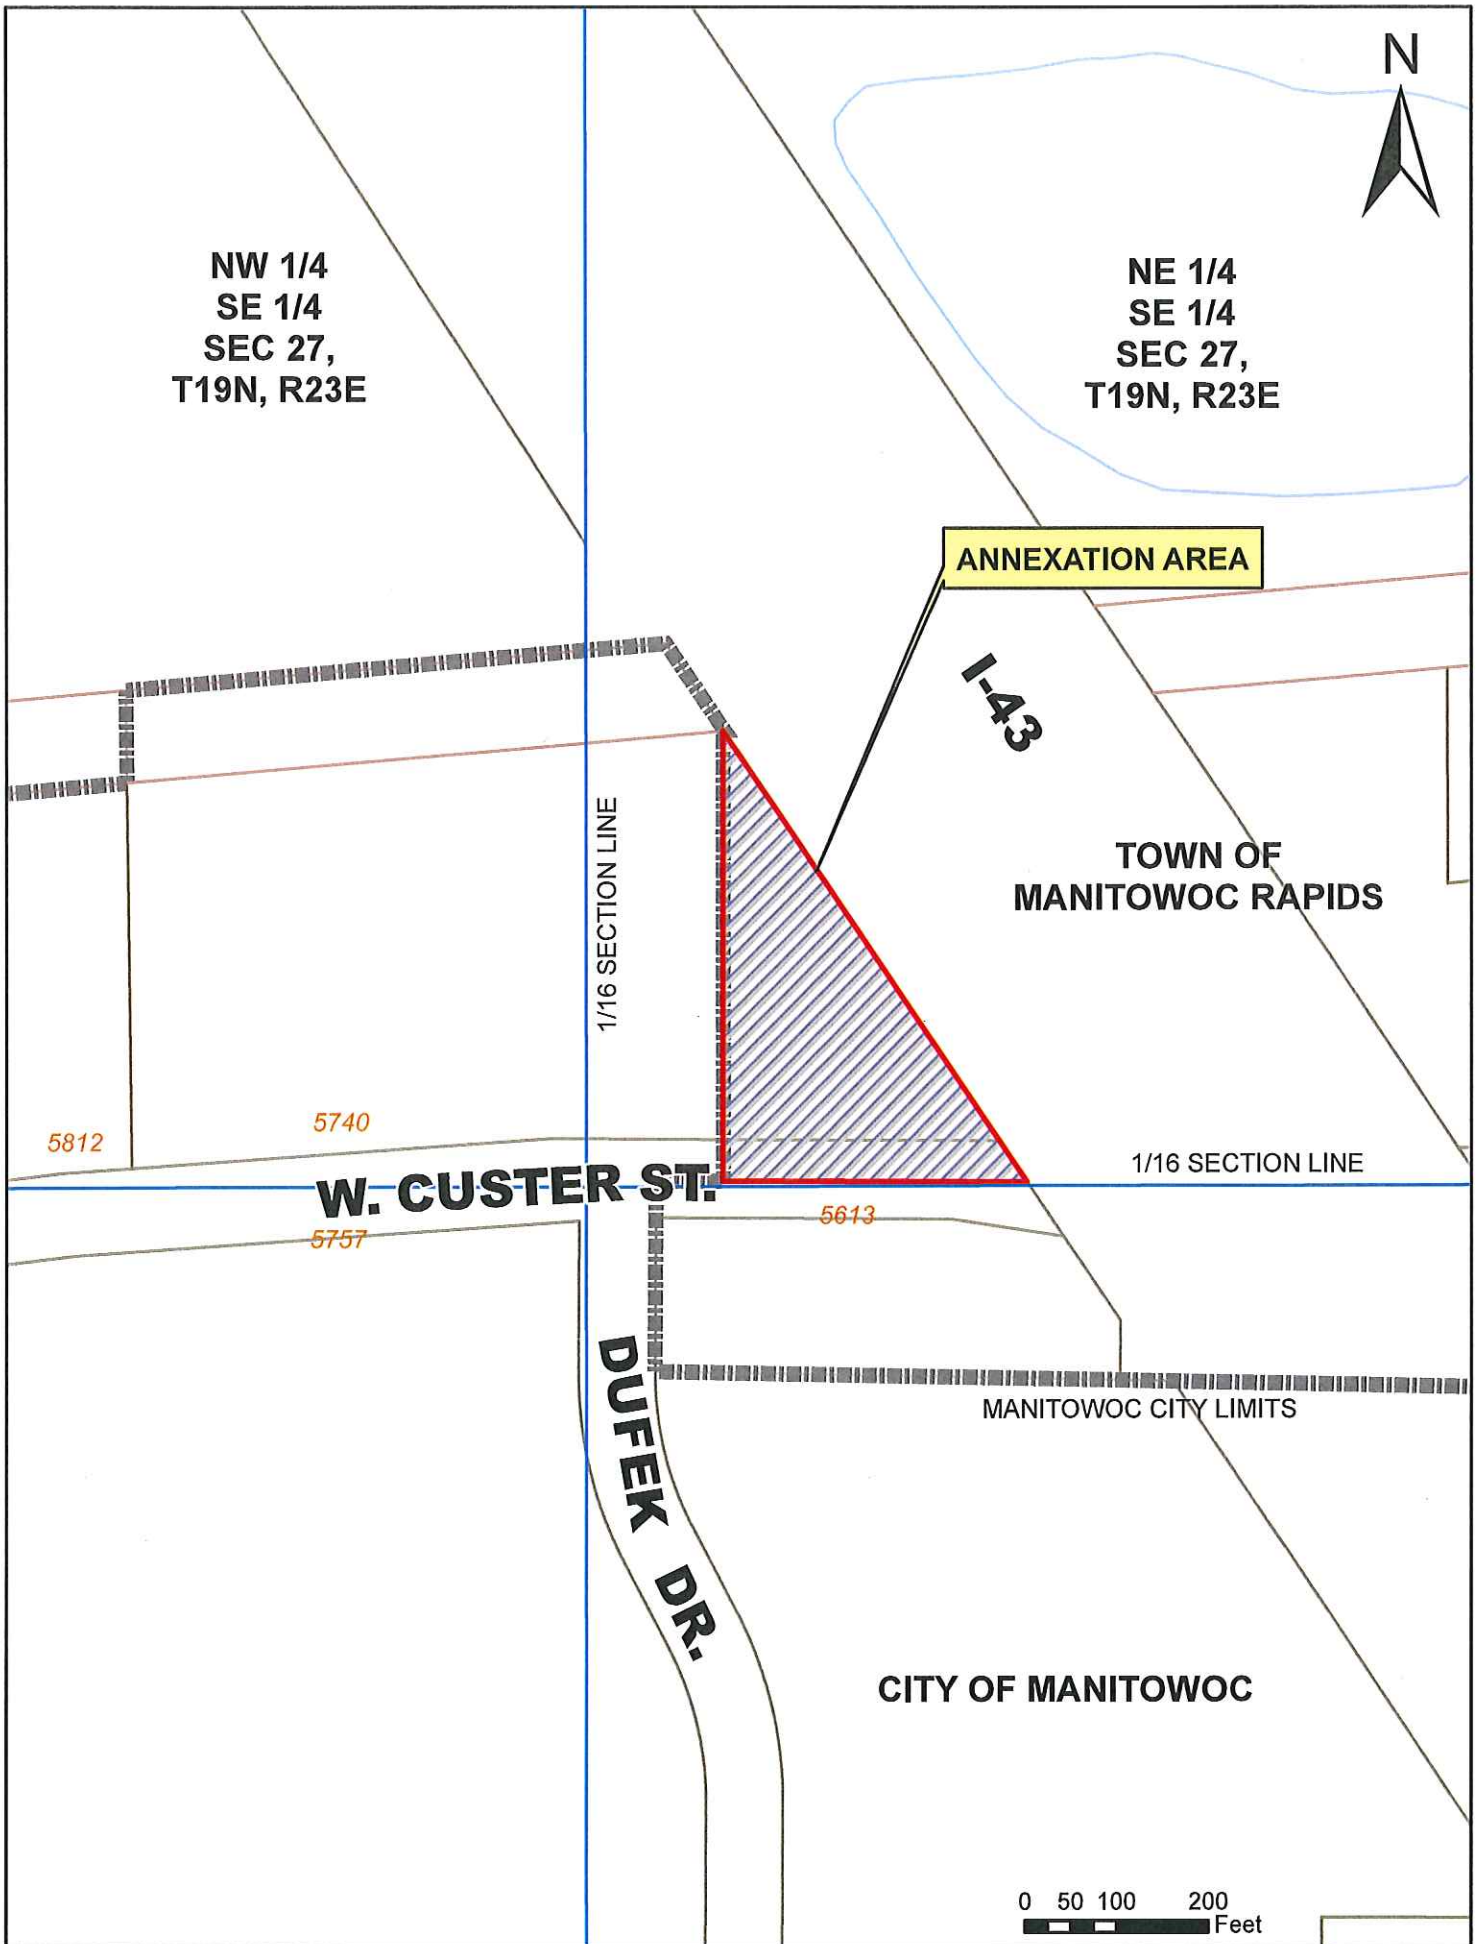 N
NW 1/4
SE 1/4
SEC 27,
T19N, R23E
NE 1/4
SE 1/4
SEC 27,
T19N, R23E
ANNEXATION AREA
I-43
1/16 SECTION LINE
TOWN OF
MANITOWOC RAPIDS
5740
5812
1/16 SECTION LINE
W. CUSTER ST.
5613
5757
DUFEK DR.
MANITOWOC CITY LIMITS
CITY OF MANITOWOC
0 50 100 200
Feet